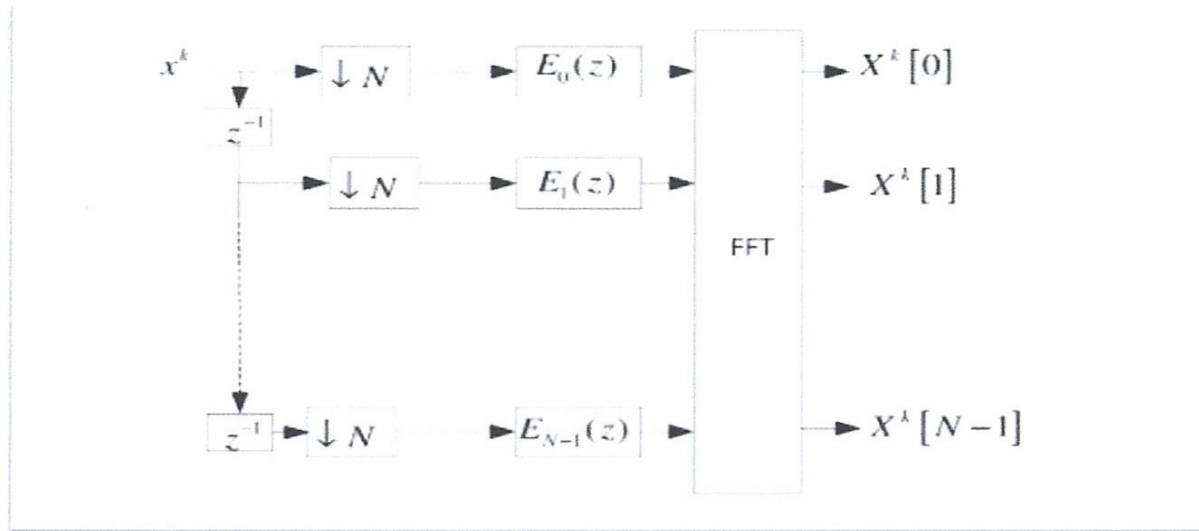 x^k ↓ N E_0(z) X^k [0]
z^{-1}
↓ N E_1(z) X^k [1]
FFT
z^{-1} ↓ N E_{N-1}(z) X^k [N-1]